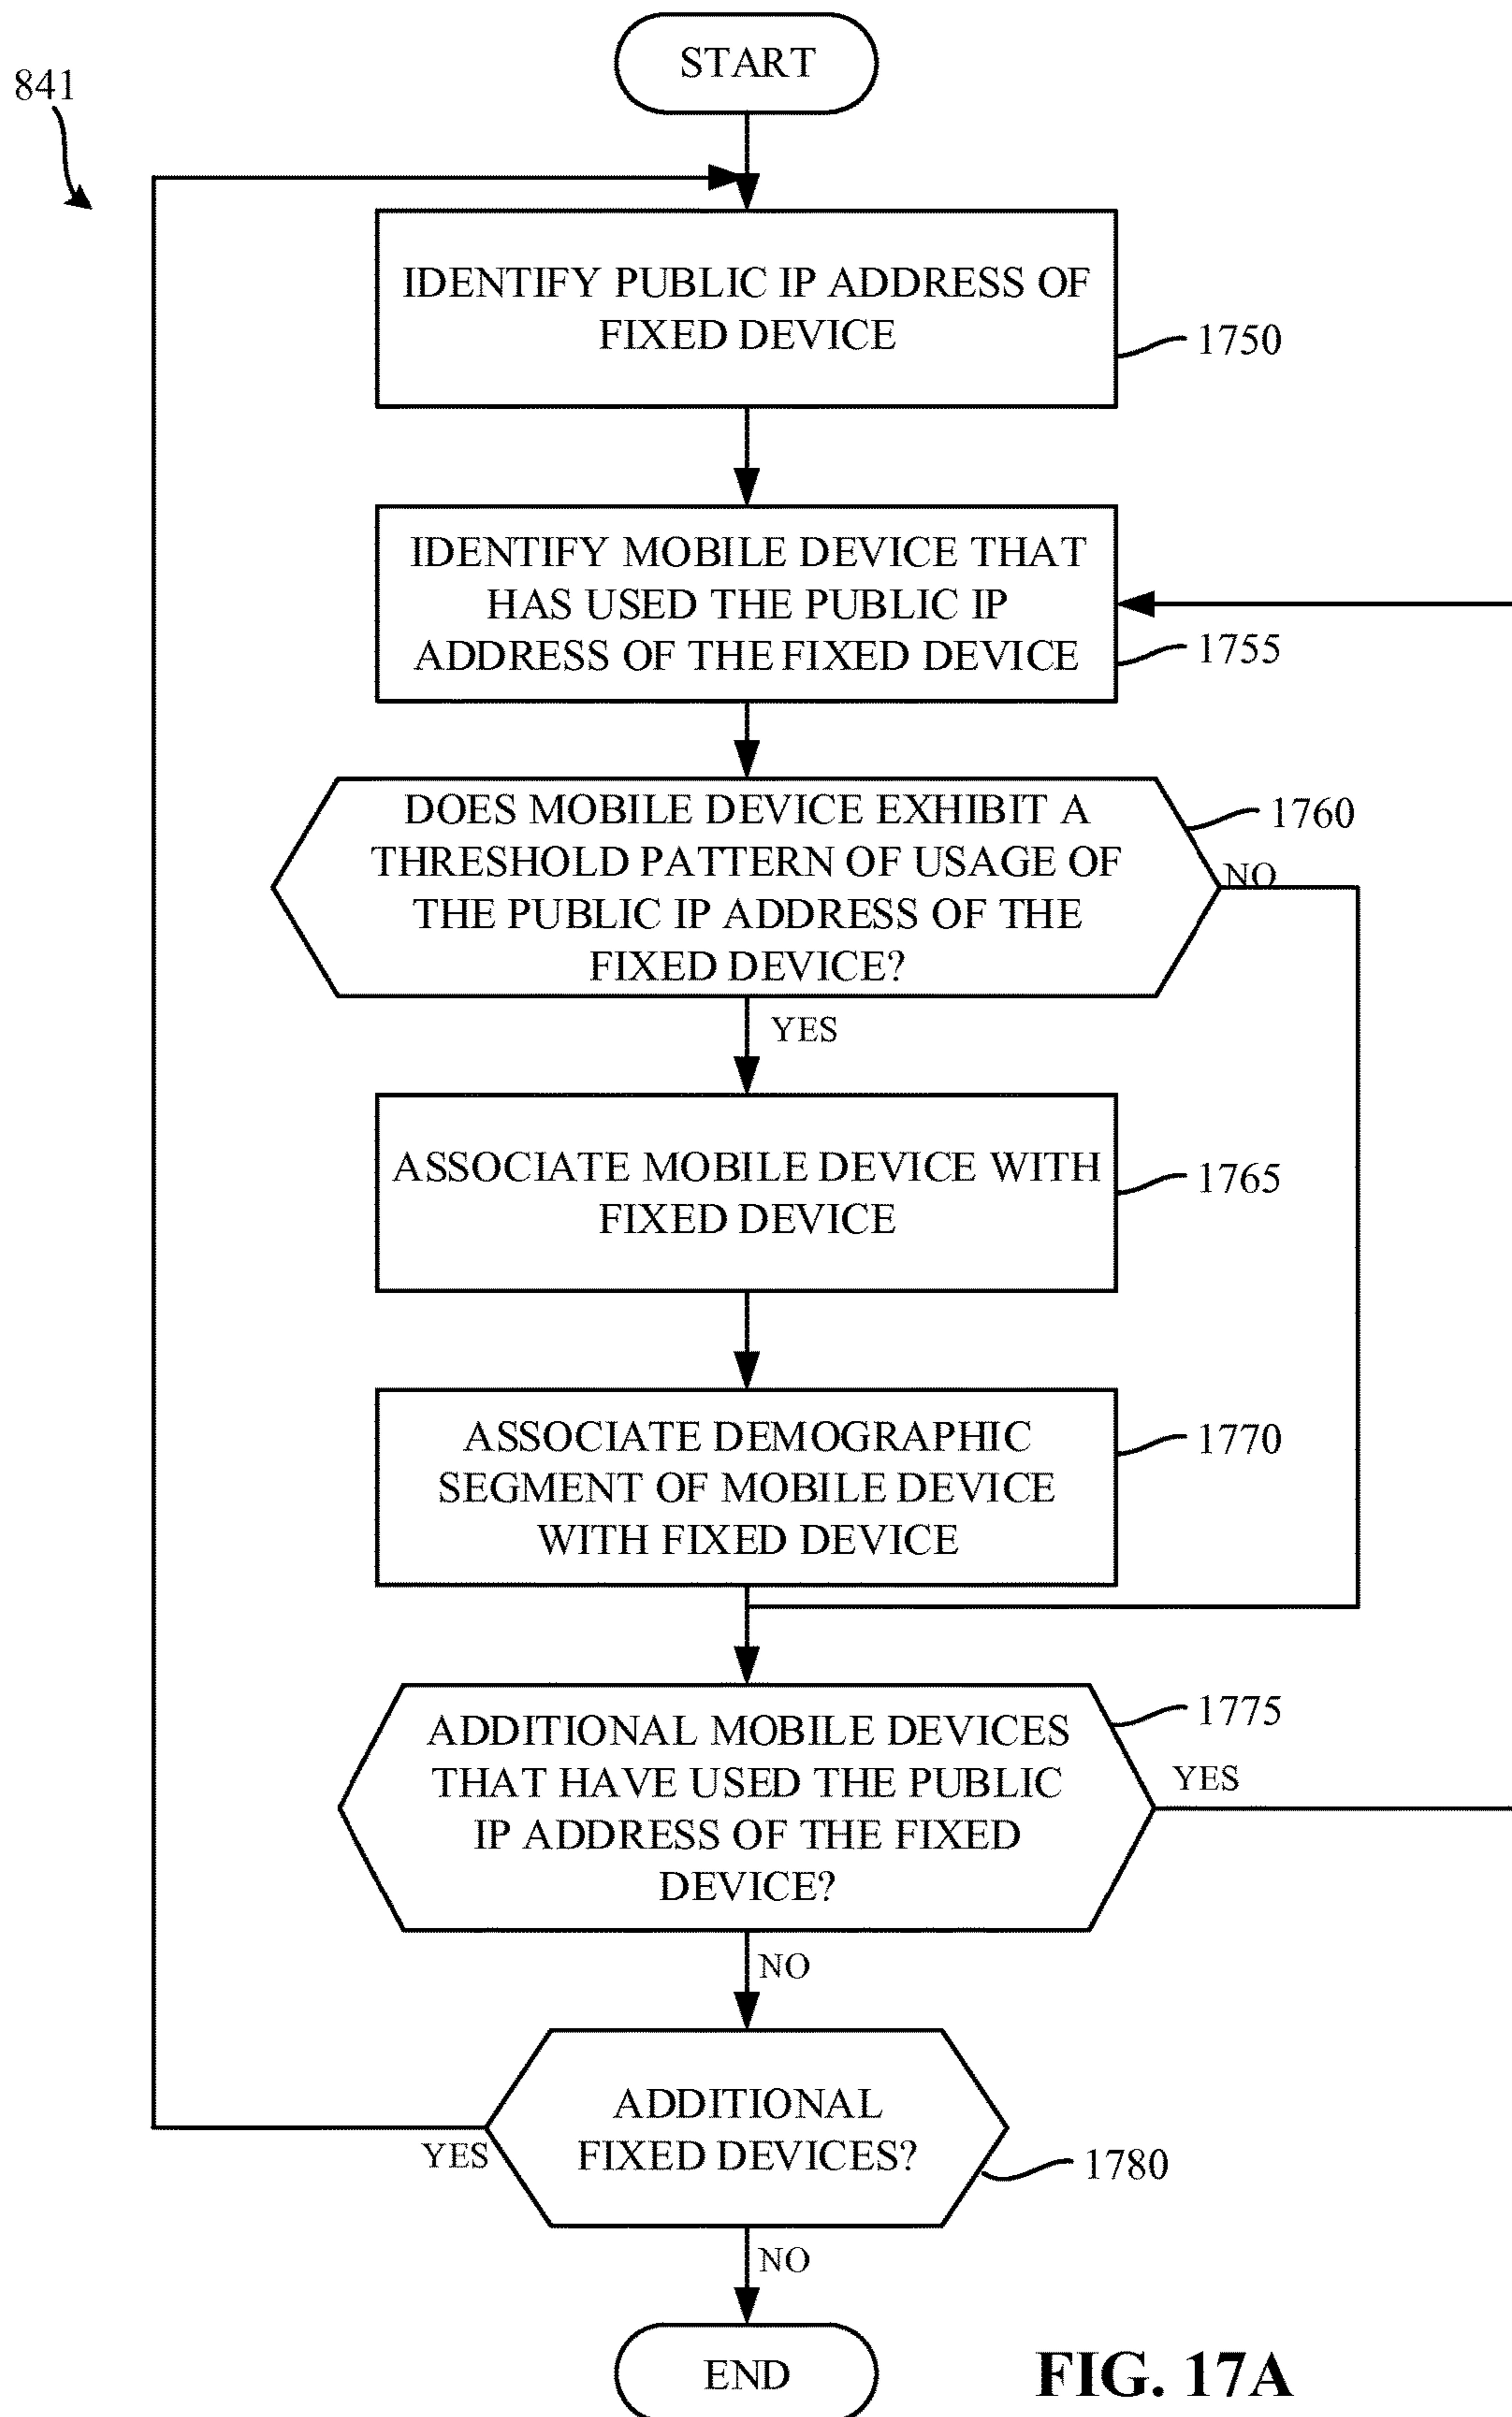 START
841
IDENTIFY PUBLIC IP ADDRESS OF
FIXED DEVICE
1750
IDENTIFY MOBILE DEVICE THAT
HAS USED THE PUBLIC IP
ADDRESS OF THE FIXED DEVICE
1755
DOES MOBILE DEVICE EXHIBIT A
THRESHOLD PATTERN OF USAGE OF
THE PUBLIC IP ADDRESS OF THE
FIXED DEVICE?
1760
NO
YES
ASSOCIATE MOBILE DEVICE WITH
FIXED DEVICE
1765
ASSOCIATE DEMOGRAPHIC
SEGMENT OF MOBILE DEVICE
WITH FIXED DEVICE
1770
ADDITIONAL MOBILE DEVICES
THAT HAVE USED THE PUBLIC
IP ADDRESS OF THE FIXED
DEVICE?
1775
YES
NO
ADDITIONAL
FIXED DEVICES?
YES
1780
NO
END
FIG. 17A